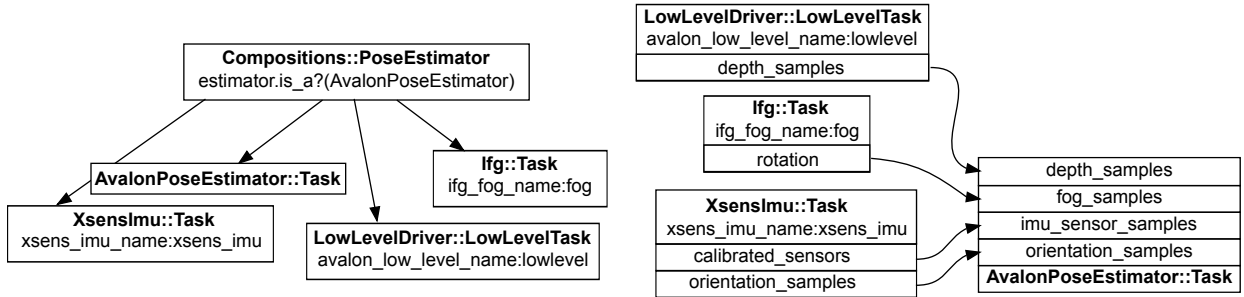 Compositions::PoseEstimator
estimator.is_a?(AvalonPoseEstimator)
AvalonPoseEstimator::Task
Ifg::Task
ifg_fog_name:fog
XsensImu::Task
xsens_imu_name:xsens_imu
LowLevelDriver::LowLevelTask
avalon_low_level_name:lowlevel
LowLevelDriver::LowLevelTask
avalon_low_level_name:lowlevel
depth_samples
Ifg::Task
ifg_fog_name:fog
rotation
XsensImu::Task
xsens_imu_name:xsens_imu
calibrated_sensors
orientation_samples
depth_samples
fog_samples
imu_sensor_samples
orientation_samples
AvalonPoseEstimator::Task